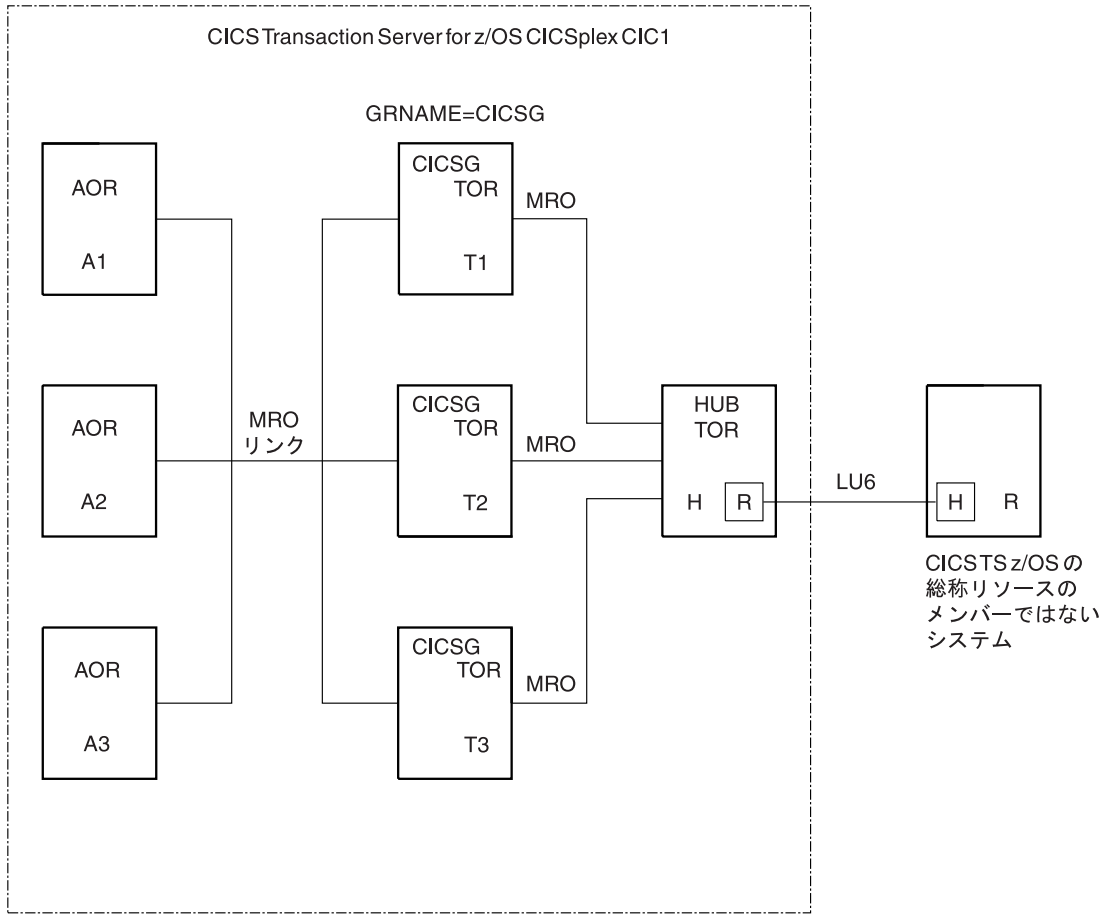 CICS Transaction Server for z/OS CICSplex CIC1
GRNAME=CICSG
AOR
A1
CICSG
TOR
T1
MRO
AOR
A2
MRO
リンク
CICSG
TOR
T2
MRO
HUB
TOR
H
R
LU6
H
R
CICS TS z/OS の
総称リソースの
メンバーではない
システム
AOR
A3
CICSG
TOR
T3
MRO